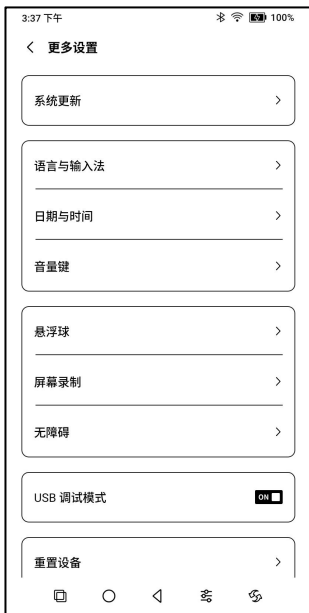 3:37 下午 100%
更多设置
系统更新
语言与输入法
日期与时间
音量键
悬浮球
屏幕录制
无障碍
USB 调试模式 ON
重置设备